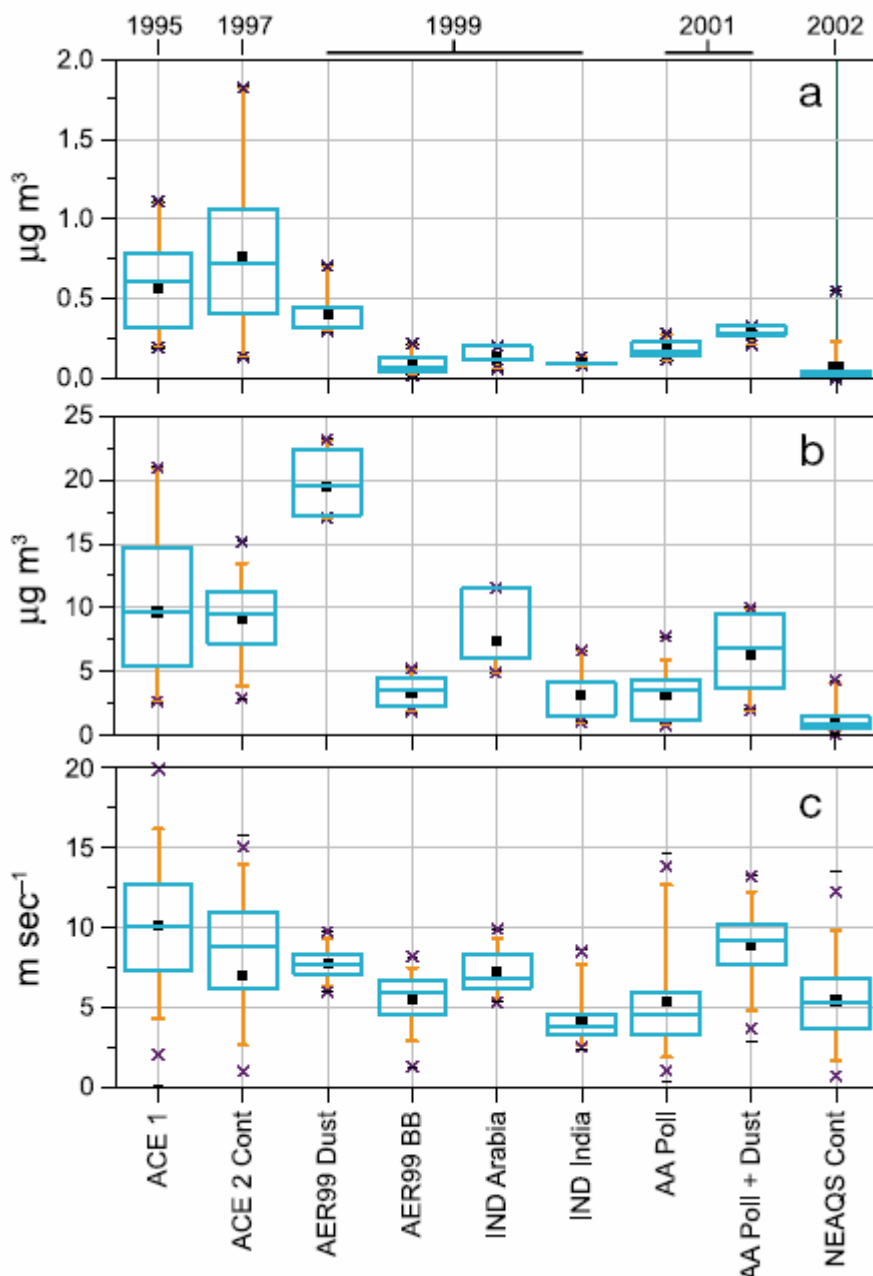 1995 1997 1999 2001 2002
2.0
a
1.5
1.0
0.5
0.0
µg m³
25
b
20
15
10
5
0
µg m³
20
c
15
10
5
0
m sec⁻¹
ACE 1
ACE 2 Cont
AER99 Dust
AER99 BB
IND Arabia
IND India
AA Poll
AA Poll + Dust
NEAQS Cont